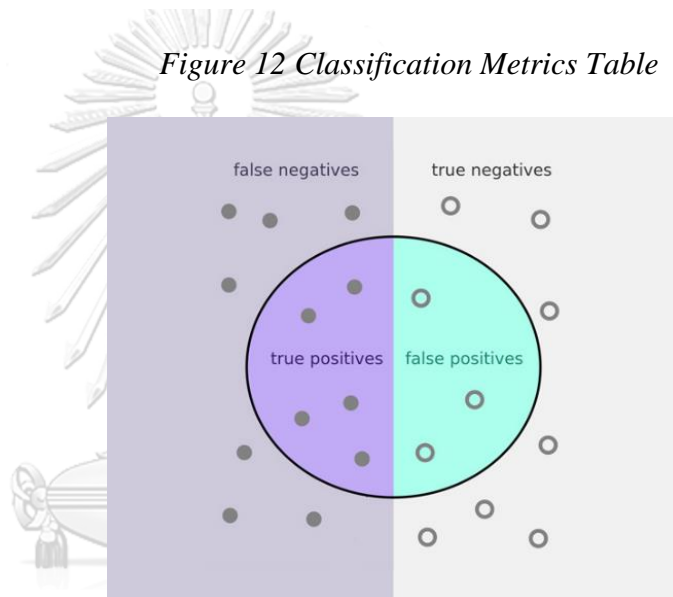 Figure 12 Classification Metrics Table
false negatives
true negatives
true positives
false positives